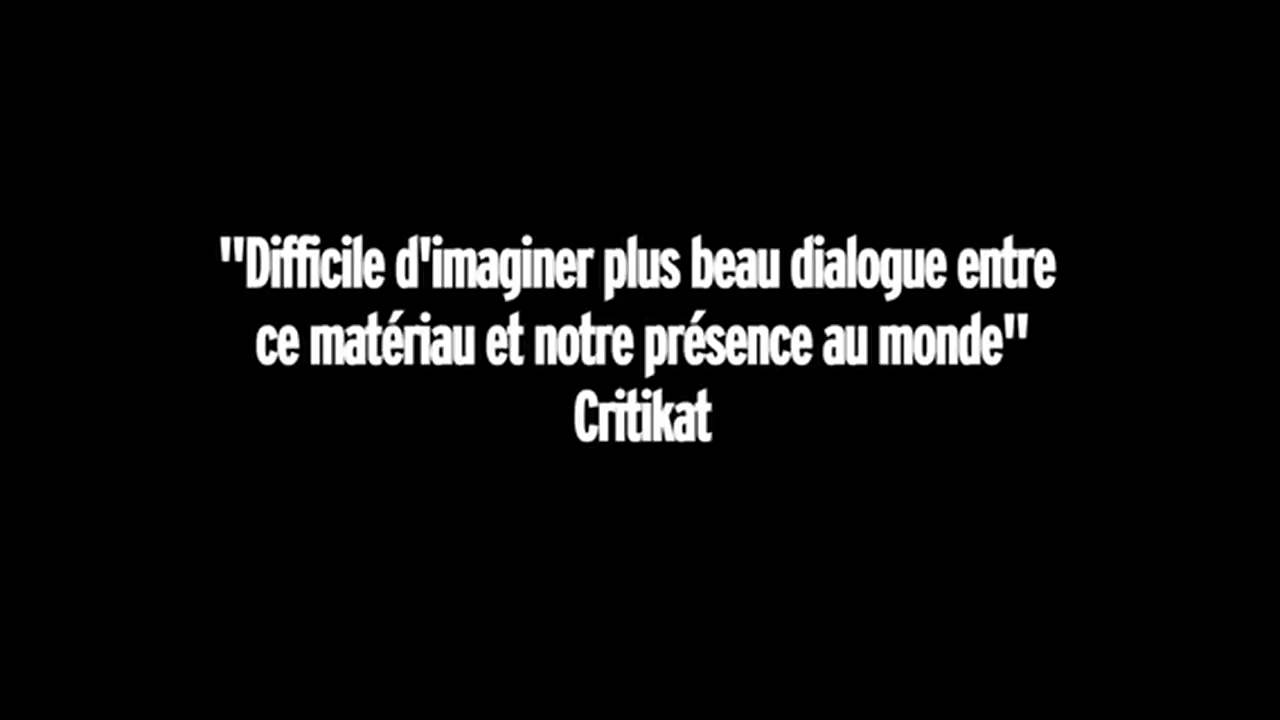 "Difficile d'imaginer plus beau dialogue entre
ce matériau et notre présence au monde"
Critikat